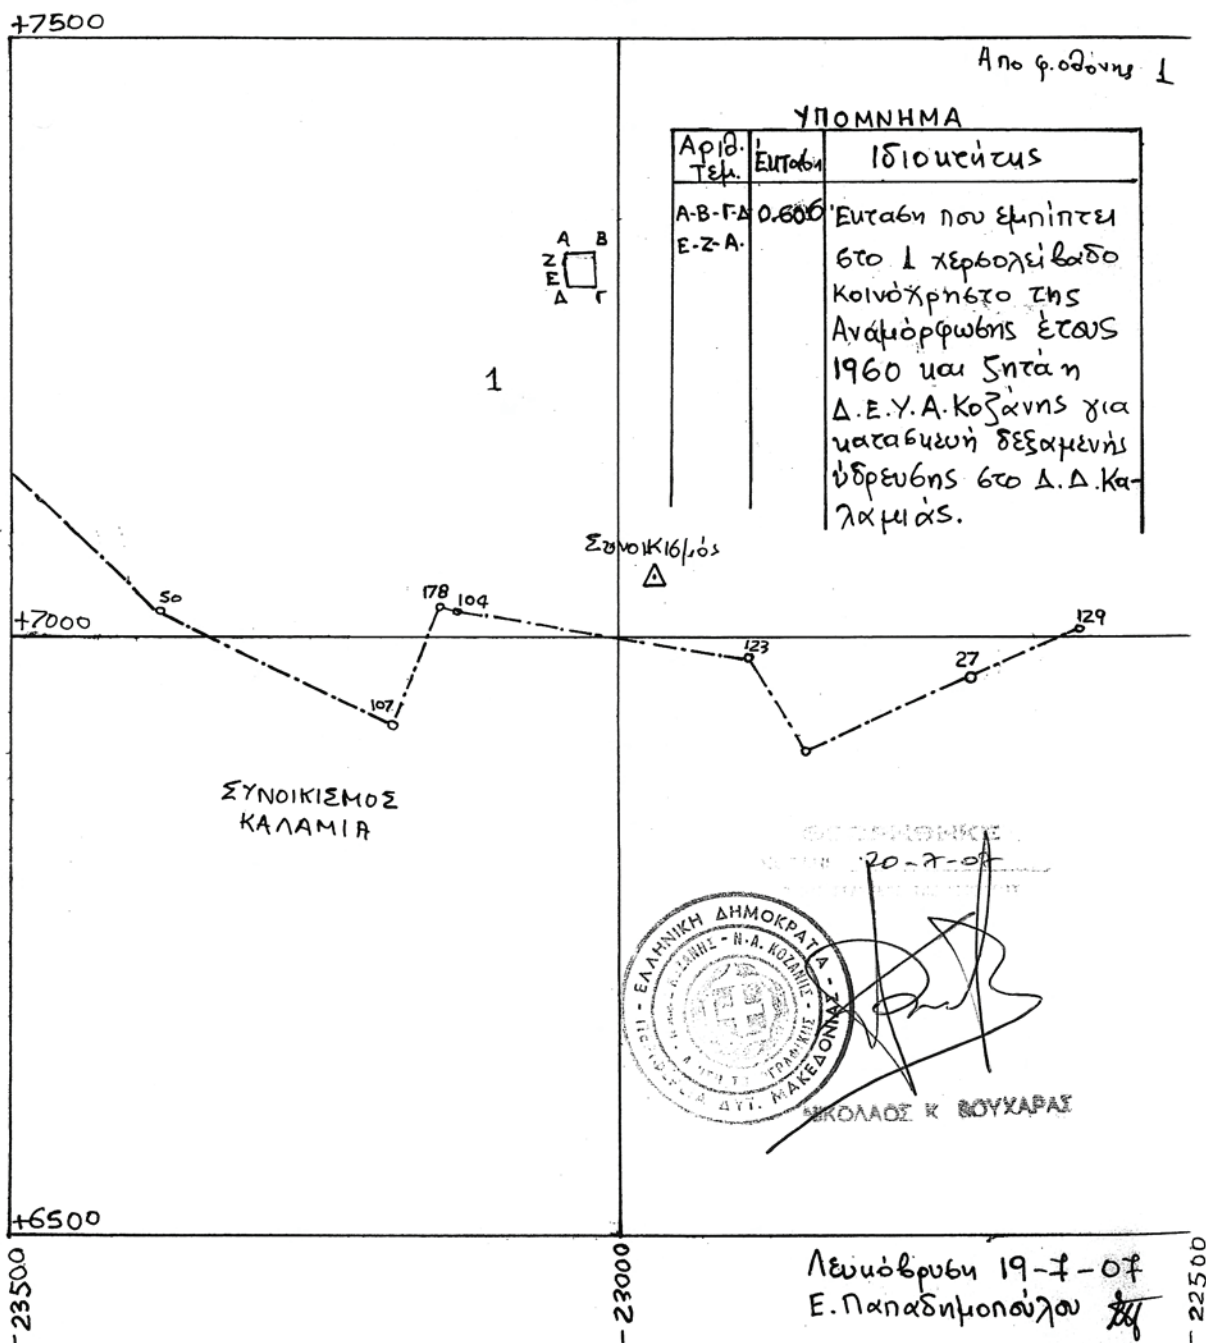 +7500
Απο φ.οθόνης 1
ΥΠΟΜΝΗΜΑ
Αριθ. Τεμ. Έκταση Ιδιοκτήτης
Α-Β-Γ-Δ
Ε-Ζ-Α.
Έκταση που εμπίπτει
στο 1 χερσολείβαδο
Κοινόχρηστο της
Αναμόρφωσης έτους
1960 και ζητά η
Δ.Ε.Υ.Α.Κοζάνης για
κατασκευή δεξαμενής
ύδρευσης στο Δ.Δ.Κα-
λαμιάς.
Α Β
Ζ
Ε
Δ Γ
1
Συνοικισμός
50
178
104
+7000
129
123
27
107
ΣΥΝΟΙΚΙΣΜΟΣ
ΚΑΛΑΜΙΑ
20-7-07
ΕΛΛΗΝΙΚΗ ΔΗΜΟΚΡΑΤΙΑ
ΔΥΤ. ΜΑΚΕΔΟΝΙΑΣ
Ν.Α. ΚΟΖΑΝΗΣ
ΝΙΚΟΛΑΟΣ Κ ΒΟΥΧΑΡΑΣ
+6500
Λευκόβρυση 19-7-07
Ε.Παπαδημοπούλου
-23500
-23000
-22500